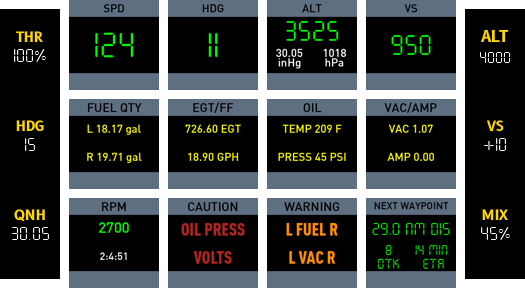 SPD HDG ALT VS
THR ALT
100% 124 11 3525 950 4000
30.05 1018
inHg hPa
FUEL QTY EGT/FF OIL VAC/AMP
HDG L 18.17 gal 726.60 EGT TEMP 209 F VAC 1.07 VS
15 +10
R 19.71 gal 18.90 GPH PRESS 45 PSI AMP 0.00
RPM CAUTION WARNING NEXT WAYPOINT
QNH 2700 OIL PRESS L FUEL R 29.0 NM DIS MIX
30.05 45%
2:4:51 VOLTS L VAC R 8 14 MIN
DTK ETA